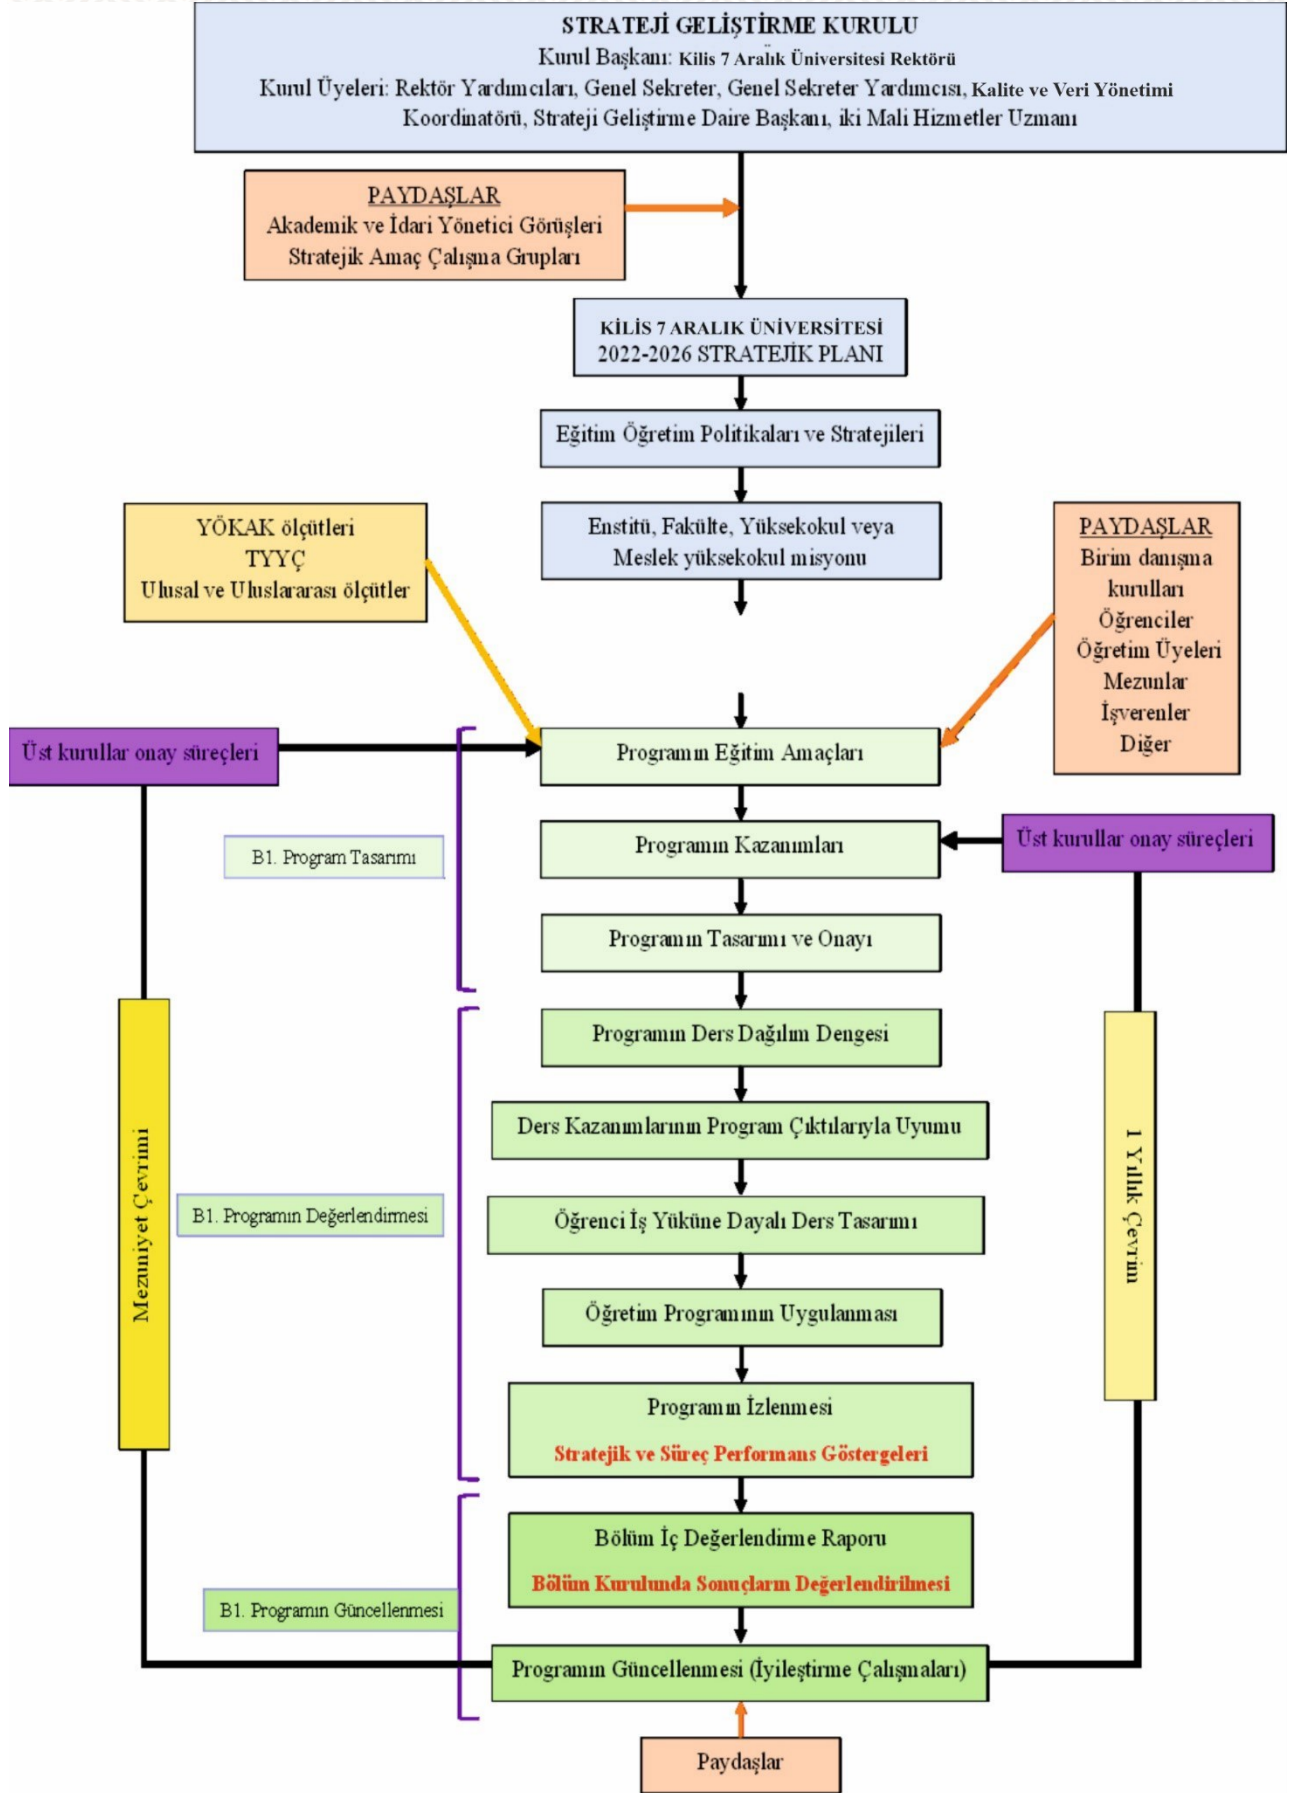 STRATEJİ GELİŞTİRME KURULU
Kurul Başkanı: Kilis 7 Aralık Üniversitesi Rektörü
Kurul Üyeleri: Rektör Yardımcıları, Genel Sekreter, Genel Sekreter Yardımcısı, Kalite ve Veri Yönetimi
Koordinatörü, Strateji Geliştirme Daire Başkanı, iki Mali Hizmetler Uzmanı
PAYDAŞLAR
Akademik ve İdari Yönetici Görüşleri
Stratejik Amaç Çalışma Grupları
KİLİS 7 ARALIK ÜNİVERSİTESİ
2022-2026 STRATEJİK PLANI
Eğitim Öğretim Politikaları ve Stratejileri
Enstitü, Fakülte, Yüksekokul veya
Meslek yüksekokul misyonu
YÖKAK ölçütleri
TYYÇ
Ulusal ve Uluslararası ölçütler
PAYDAŞLAR
Birim danışma
kurulları
Öğrenciler
Öğretim Üyeleri
Mezunlar
İşverenler
Diğer
Üst kurullar onay süreçleri
Programın Eğitim Amaçları
B1. Program Tasarımı
Programın Kazanımları
Üst kurullar onay süreçleri
Programın Tasarımı ve Onayı
Programın Ders Dağılım Dengesi
Ders Kazanımlarının Program Çıktılarıyla Uyumu
Mezuniyet Çevrimi
B1. Programın Değerlendirmesi
Öğrenci İş Yüküne Dayalı Ders Tasarımı
1 Yıllık Çevrim
Öğretim Programının Uygulanması
Programın İzlenmesi
Stratejik ve Süreç Performans Göstergeleri
Bölüm İç Değerlendirme Raporu
Bölüm Kurulunda Sonuçların Değerlendirilmesi
B1. Programın Güncellenmesi
Programın Güncellenmesi (İyileştirme Çalışmaları)
Paydaşlar